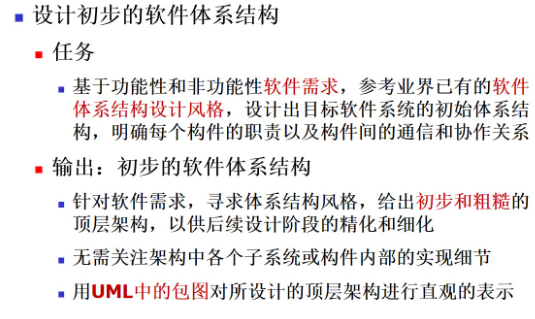 设计初步的软件体系结构
任务
基于功能性和非功能性软件需求，参考业界已有的软件
体系结构设计风格，设计出目标软件系统的初始体系结
构，明确每个构件的职责以及构件间的通信和协作关系
输出：初步的软件体系结构
针对软件需求，寻求体系结构风格，给出初步和粗糙的
顶层架构，以供后续设计阶段的精化和细化
无需关注架构中各个子系统或构件内部的实现细节
用UML中的包图对所设计的顶层架构进行直观的表示